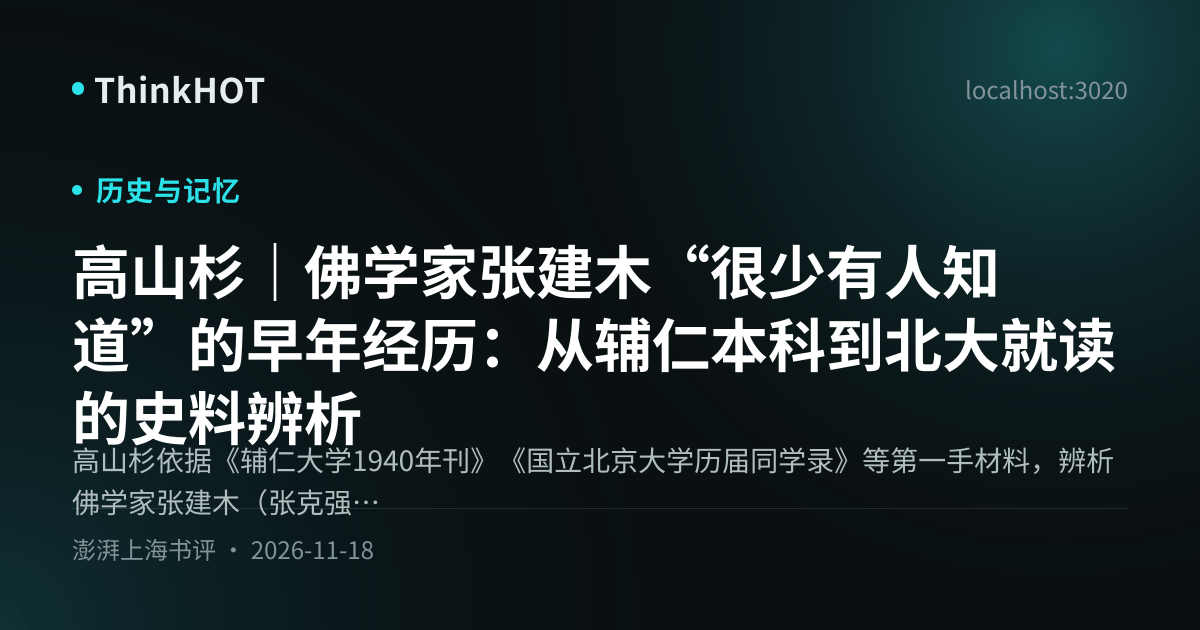 ThinkHOT
localhost:3020
历史与记忆
高山杉｜佛学家张建木“很少有人知
道”的早年经历：从辅仁本科到北大就读
的史料辨析
高山杉依据《辅仁大学1940年刊》《国立北京大学历届同学录》等第一手材料，辨析
佛学家张建木（张克强…
澎湃上海书评 • 2026-11-18